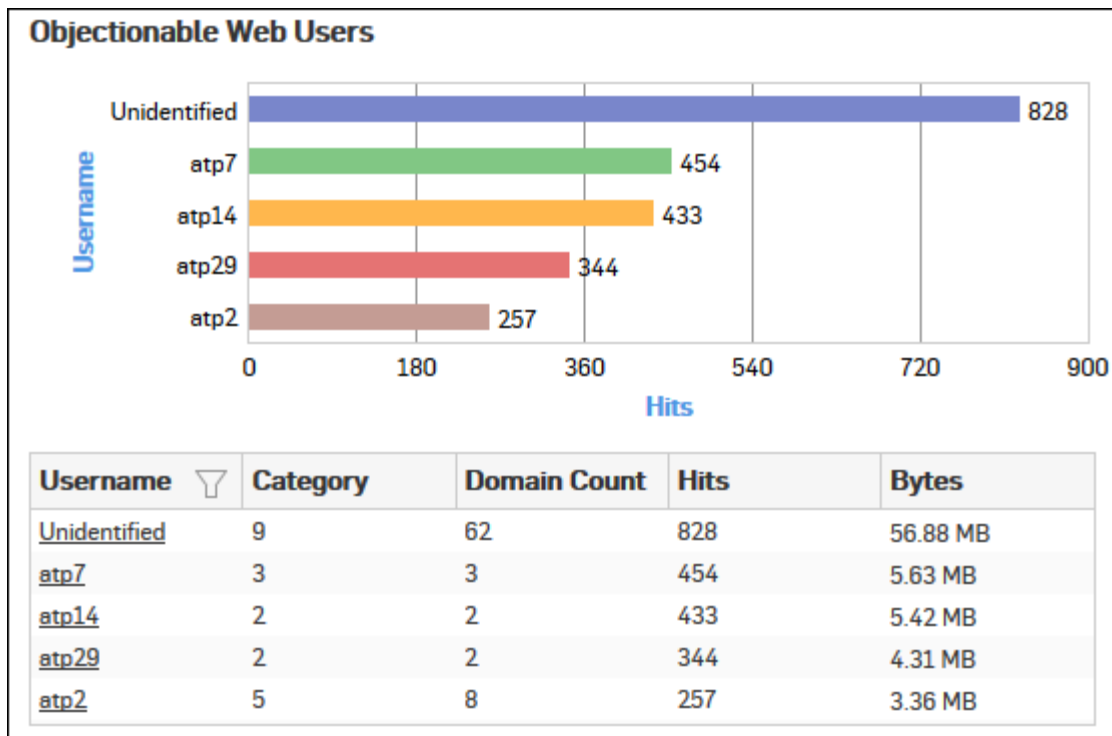 Objectionable Web Users
Unidentified 828
atp7 454
atp14 433
atp29 344
atp2 257
Username
0 180 360 540 720 900
Hits
Username Category Domain Count Hits Bytes
Unidentified 9 62 828 56.88 MB
atp7 3 3 454 5.63 MB
atp14 2 2 433 5.42 MB
atp29 2 2 344 4.31 MB
atp2 5 8 257 3.36 MB